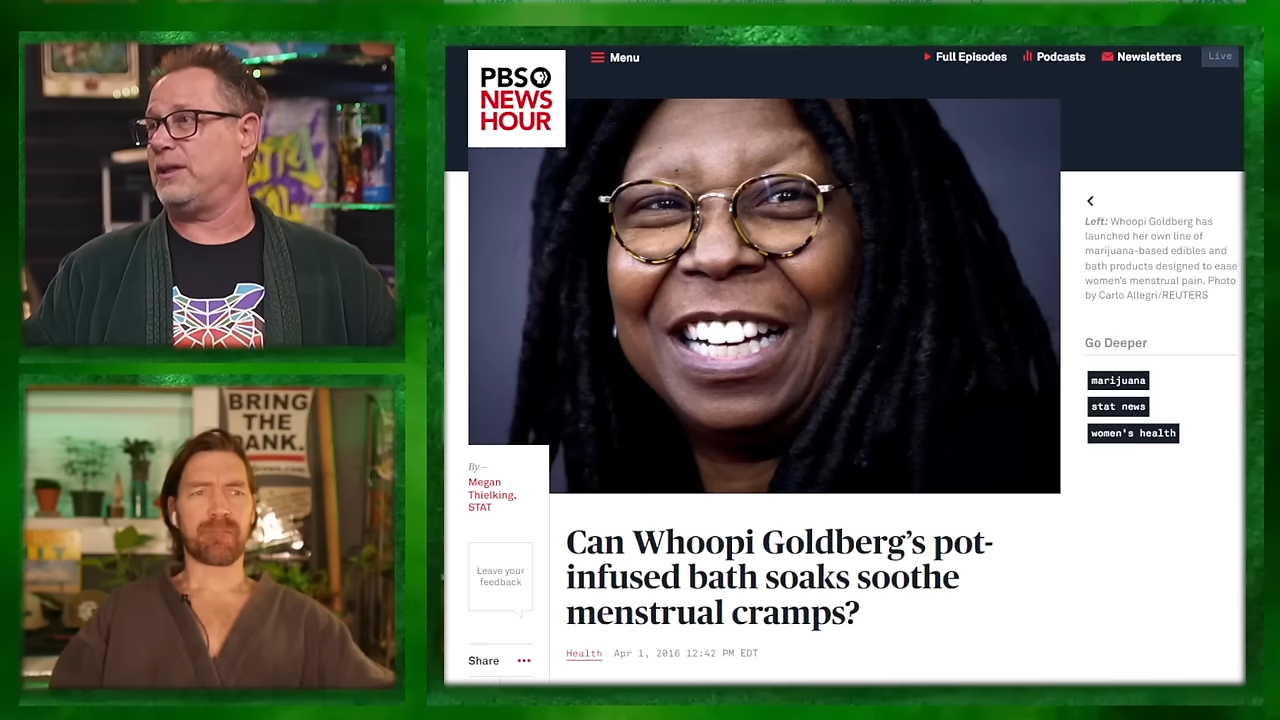 PBS
NEWS
HOUR
Menu
Full Episodes
Podcasts
Newsletters
Live
Left: Whoopi Goldberg has
launched her own line of
marijuana-based edibles and
bath products designed to ease
women's menstrual pain. Photo
by Carlo Allegri/REUTERS
Go Deeper
marijuana
stat news
women's health
By –
Megan
Thielking,
STAT
Leave your
feedback
Share
Can Whoopi Goldberg’s pot-
infused bath soaks soothe
menstrual cramps?
Health Apr 1, 2016 12:42 PM EDT
BRING
THE
DANK.